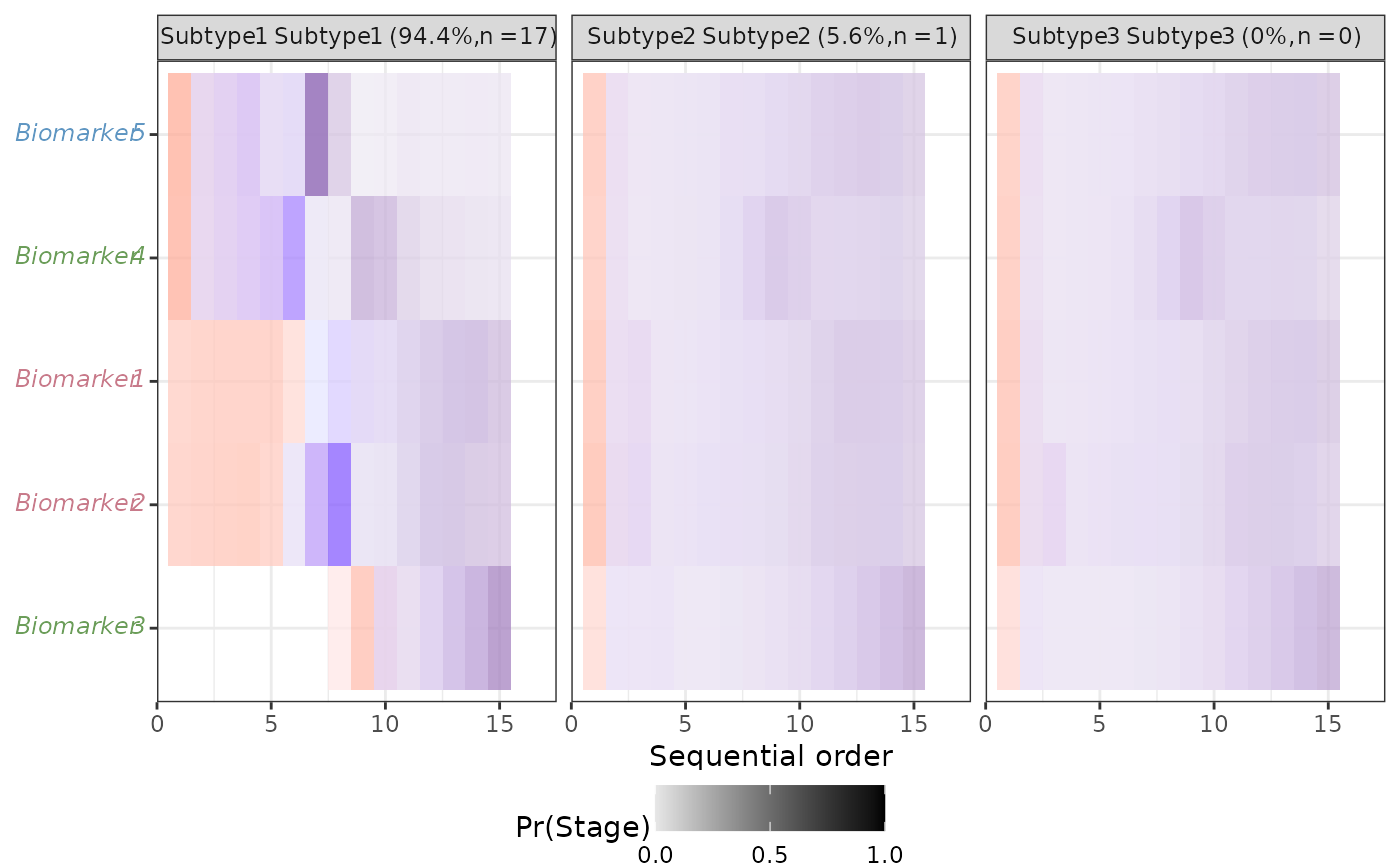 Subtype1 Subtype1 (94.4%,n =17)
Subtype2 Subtype2 (5.6%,n =1)
Subtype3 Subtype3 (0%,n =0)
Biomarker5
Biomarker4
Biomarker1
Biomarker2
Biomarker3
0 5 10 15
0 5 10 15
0 5 10 15
Sequential order
Pr(Stage)
0.0 0.5 1.0